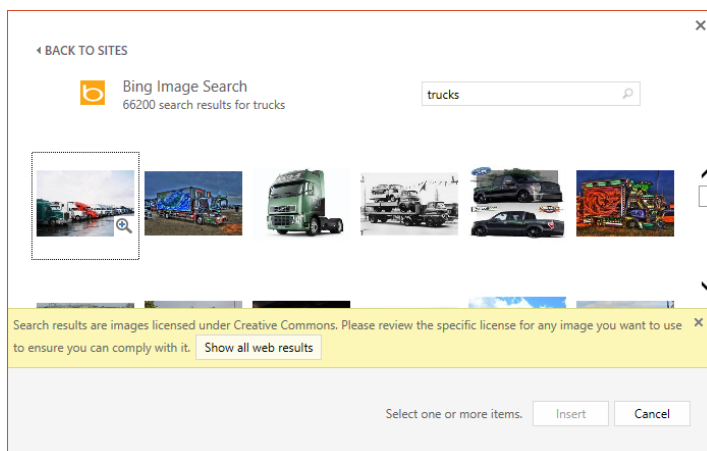 BACK TO SITES
Bing Image Search
66200 search results for trucks
trucks
Search results are images licensed under Creative Commons. Please review the specific license for any image you want to use
to ensure you can comply with it. Show all web results
Select one or more items. Insert Cancel